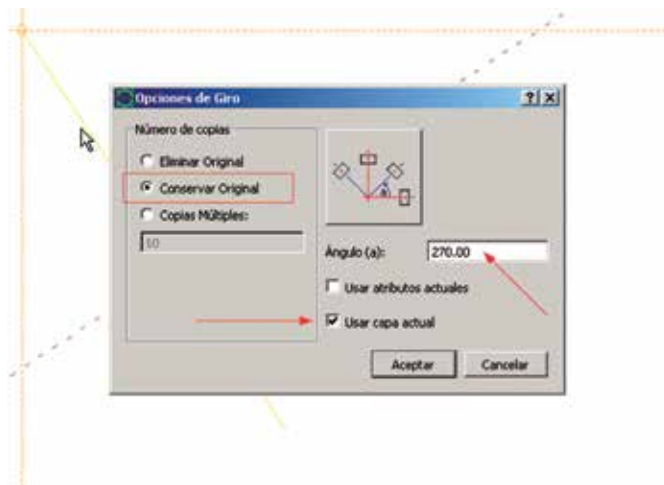 Opciones de Giro
Número de copias
Eliminar Original
Conservar Original
Copias Múltiples:
10
a
Ángulo (a):
270.00
Usar atributos actuales
Usar capa actual
Aceptar
Cancelar